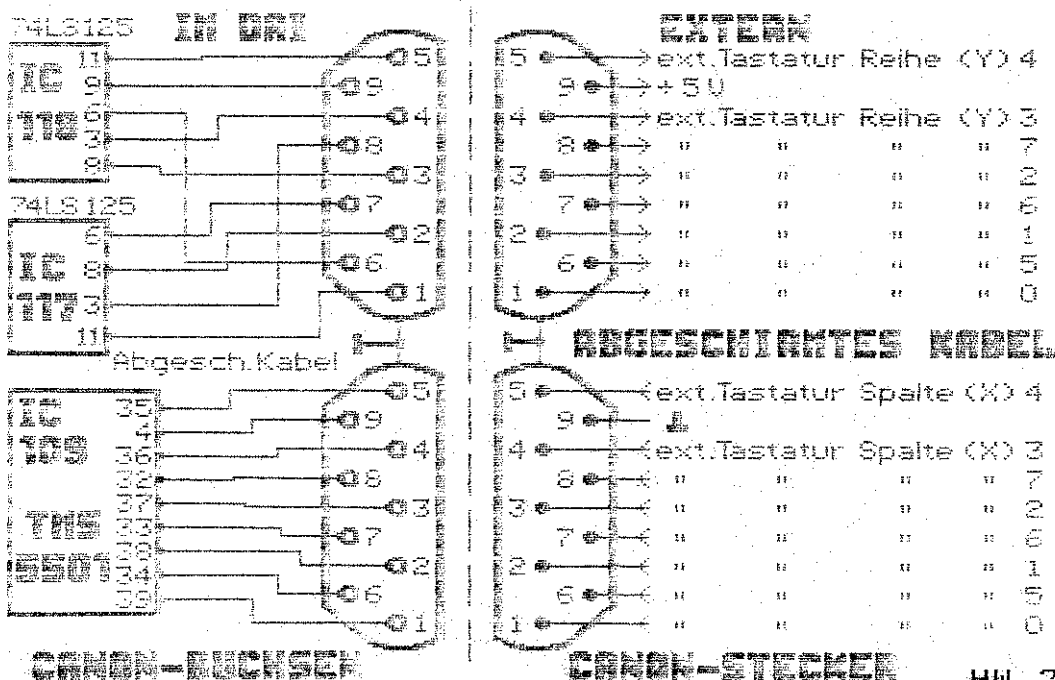 74LS125 IM DAI EXTERN
11 5 5 ext.Tastatur Reihe (Y) 4
IC 9 9 9 +5V
118 6 4 4 ext.Tastatur Reihe (Y) 3
3 8 8 " " " " 7
3 3 " " " " 2
74LS125 7 7 " " " " 6
6 2 2 " " " " 1
IC 8 6 6 " " " " 5
117 3 1 1 " " " " 0
11
Abgesch.Kabel ABGESCHIRMTES KABEL
IC 35 5 5 ext.Tastatur Spalte (X) 4
109 4 9 9
36 4 4 ext.Tastatur Spalte (X) 3
32 8 8 " " " " 7
37 3 3 " " " " 2
TMS 33 7 7 " " " " 6
5501 38 2 2 " " " " 1
34 6 6 " " " " 5
39 1 1 " " " " 0
CANON-BUCHSEN CANON-STECKER